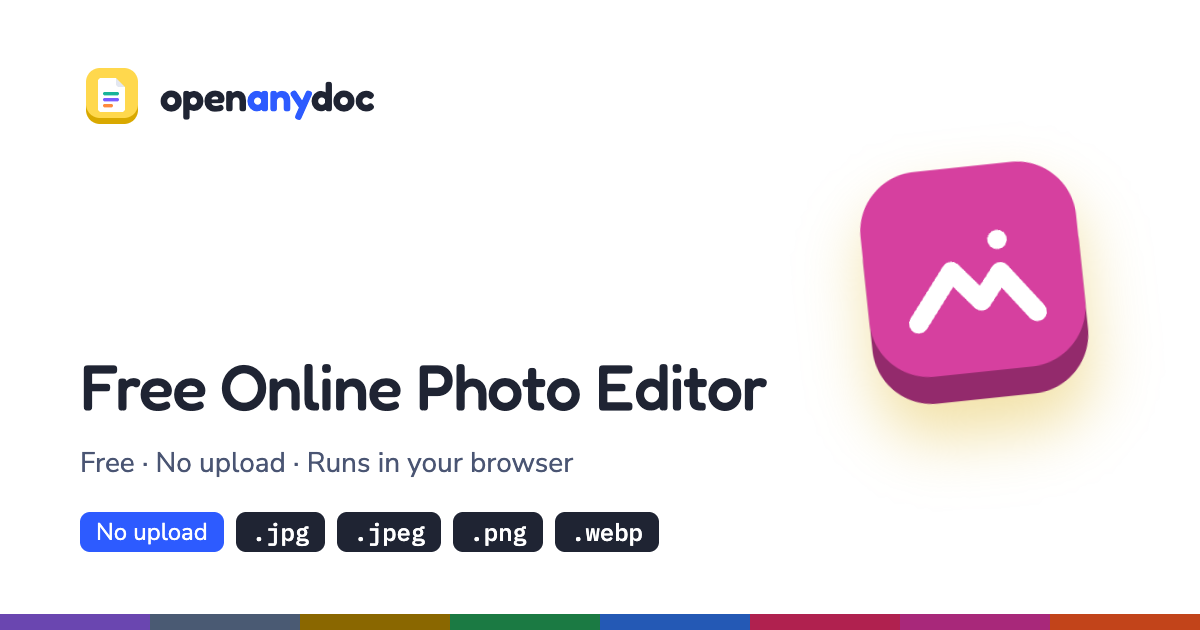 openanydoc
Free Online Photo Editor
Free · No upload · Runs in your browser
No upload .jpg .jpeg .png .webp